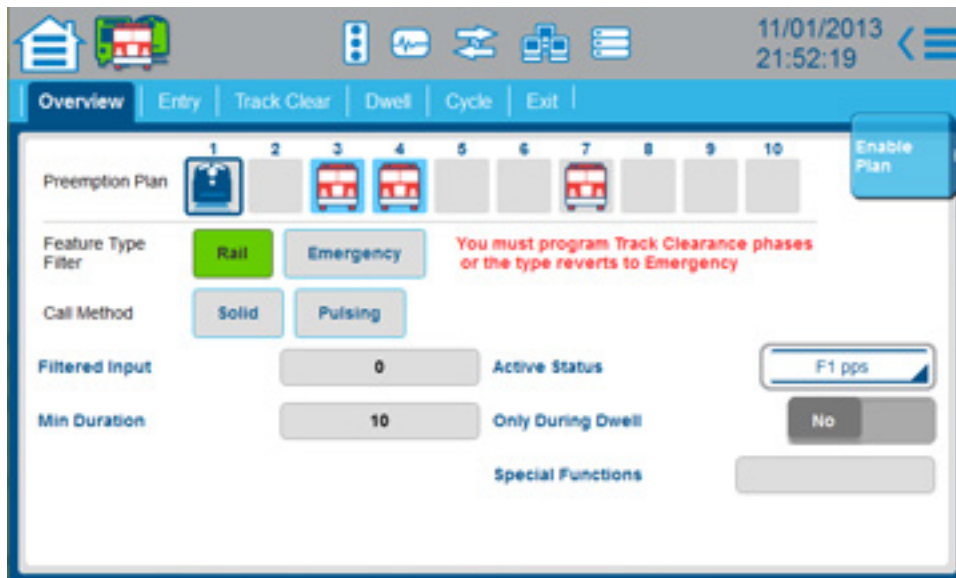 11/01/2013
21:52:19
Overview Entry Track Clear Dwell Cycle Exit
Enable
Plan
1 2 3 4 5 6 7 8 9 10
Preemption Plan
Feature Type
Filter
Rail Emergency
You must program Track Clearance phases
or the type reverts to Emergency
Call Method Solid Pulsing
Filtered Input 0 Active Status F1 pps
Min Duration 10 Only During Dwell No
Special Functions